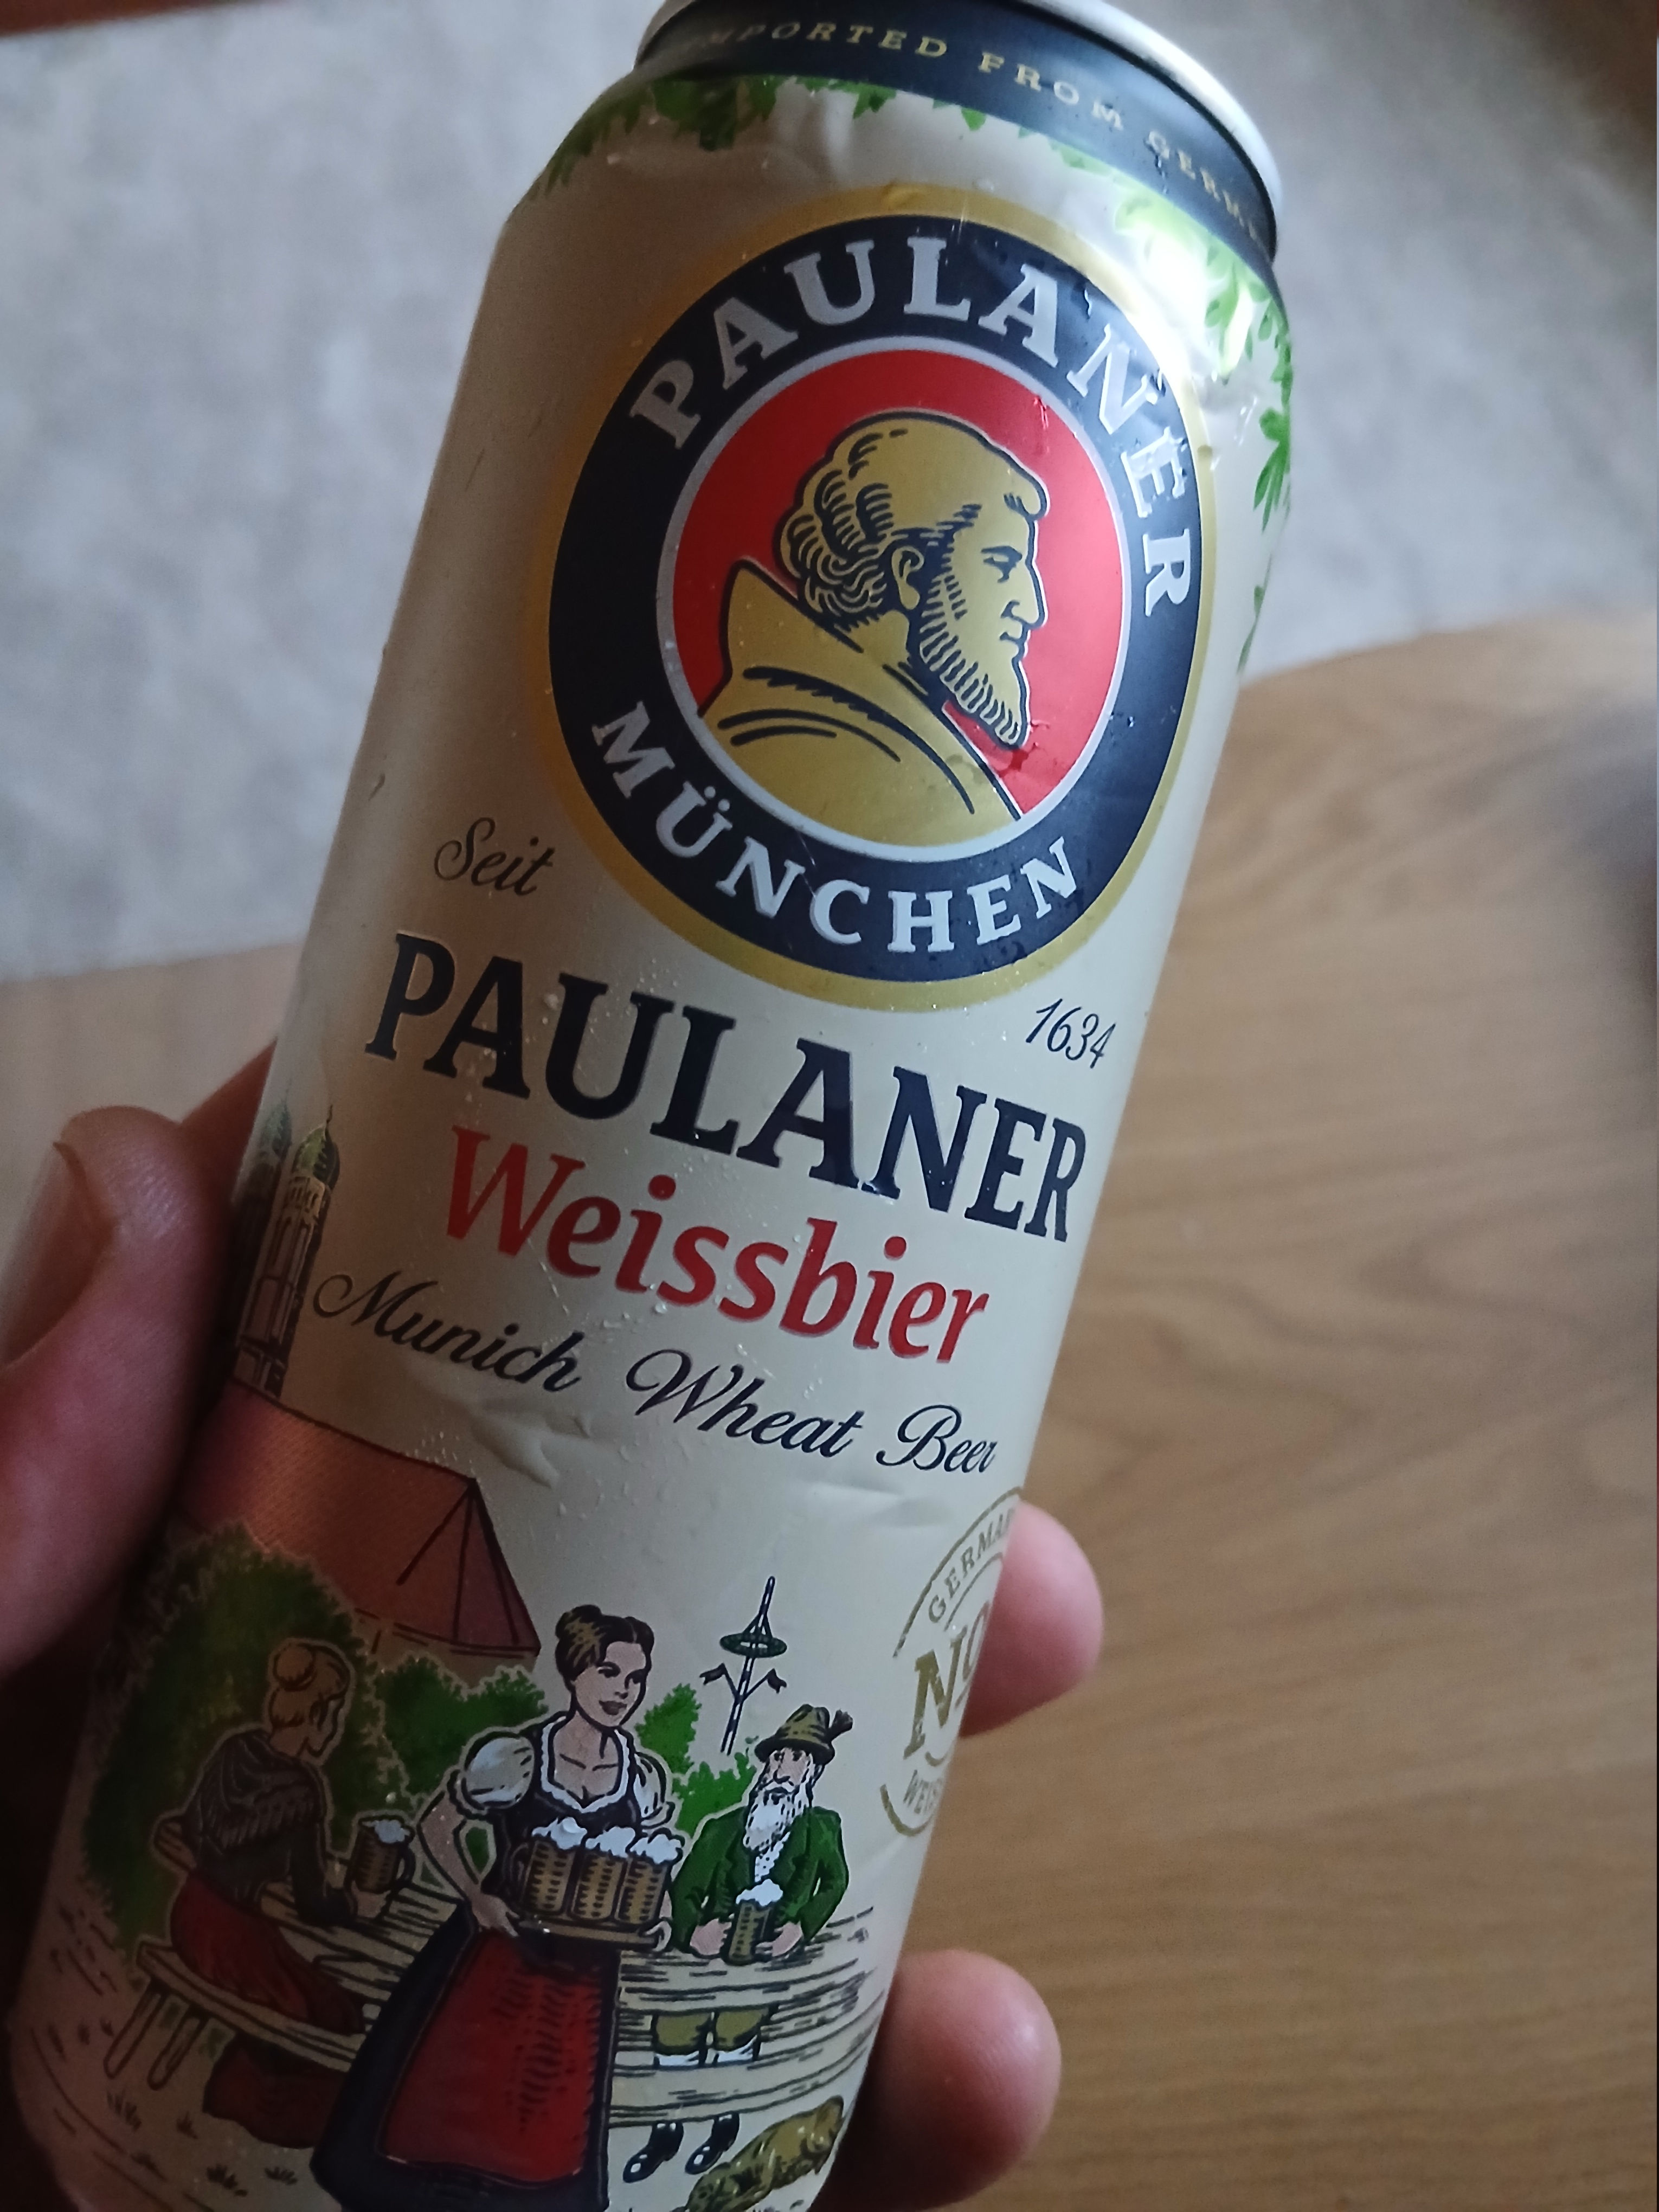 IMPORTED FROM
PAULANER
MÜNCHEN
Seit
1634
PAULANER
Weissbier
Munich Wheat Beer